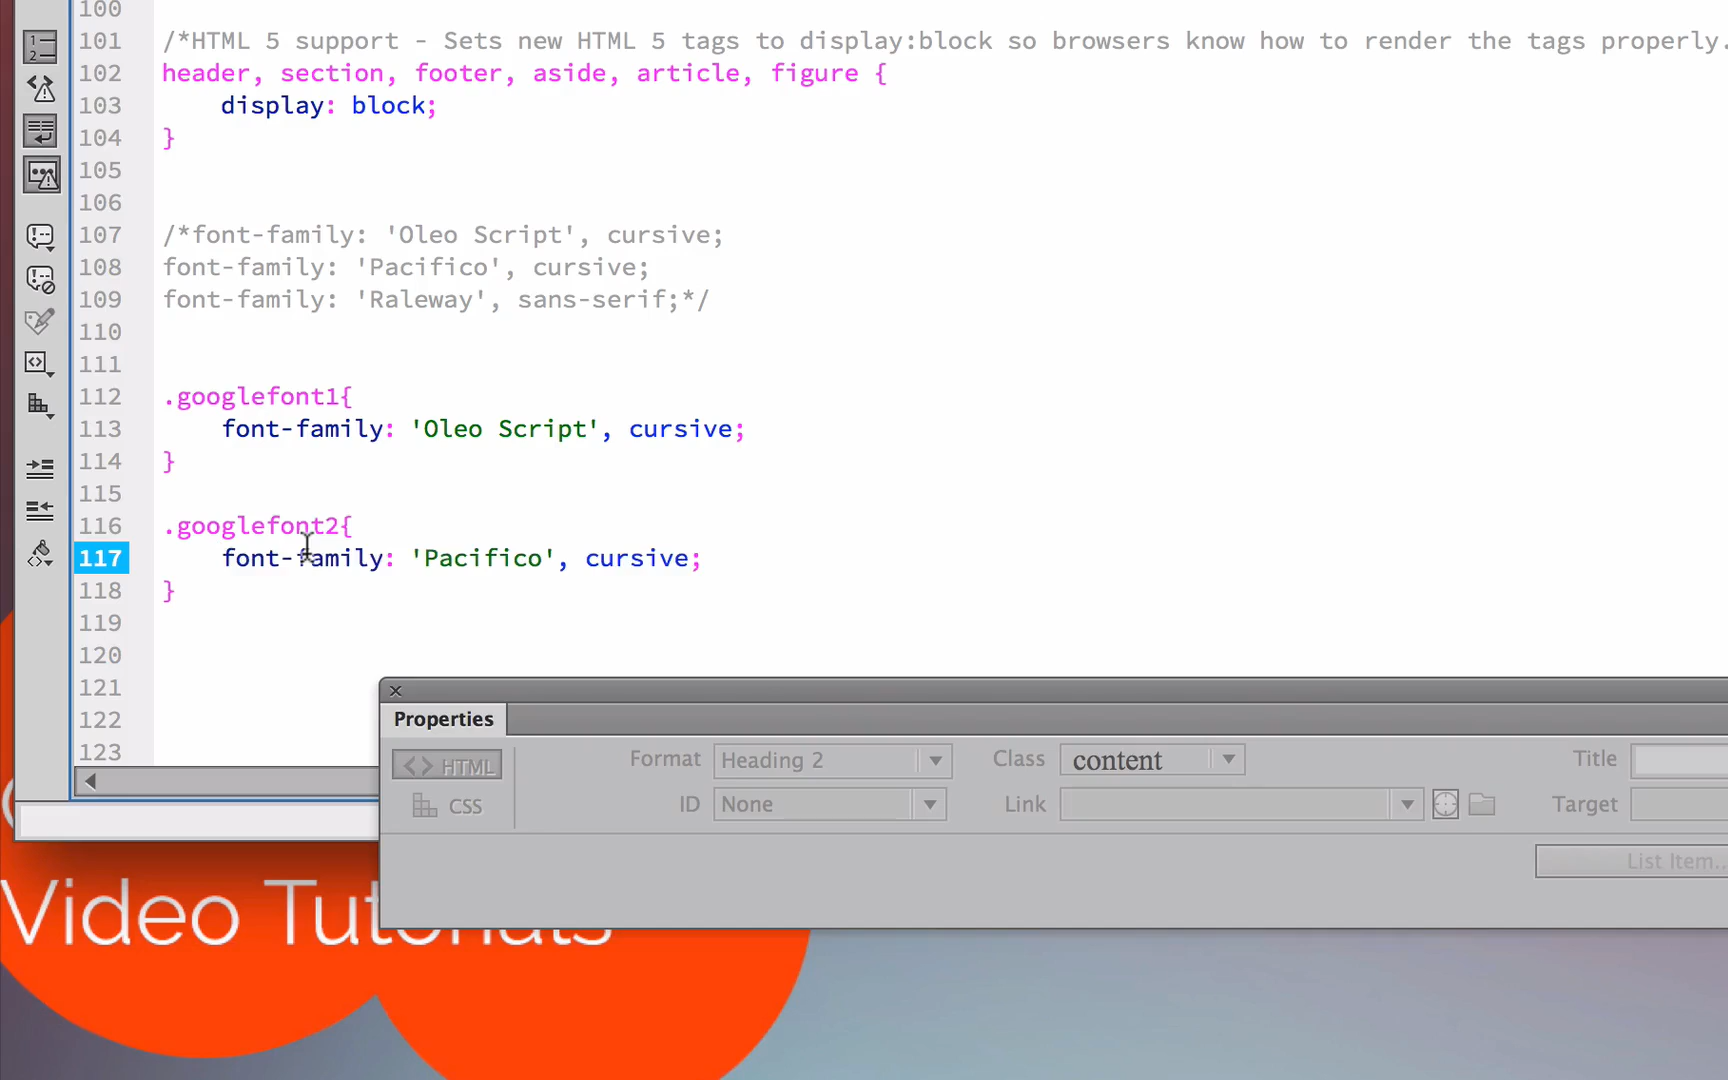 100
101 /*HTML 5 support - Sets new HTML 5 tags to display:block so browsers know how to render the tags properly.
102 header, section, footer, aside, article, figure {
103 display: block;
104 }
105
106
107 /*font-family: 'Oleo Script', cursive;
108 font-family: 'Pacifico', cursive;
109 font-family: 'Raleway', sans-serif;*/
110
111
112 .googlefont1{
113 font-family: 'Oleo Script', cursive;
114 }
115
116 .googlefont2{
117 font-family: 'Pacifico', cursive;
118 }
119
120
121
122
123
Properties
<> HTML Format Heading 2 Class content Title
CSS ID None Link Target
List Item...
Video Tutorials